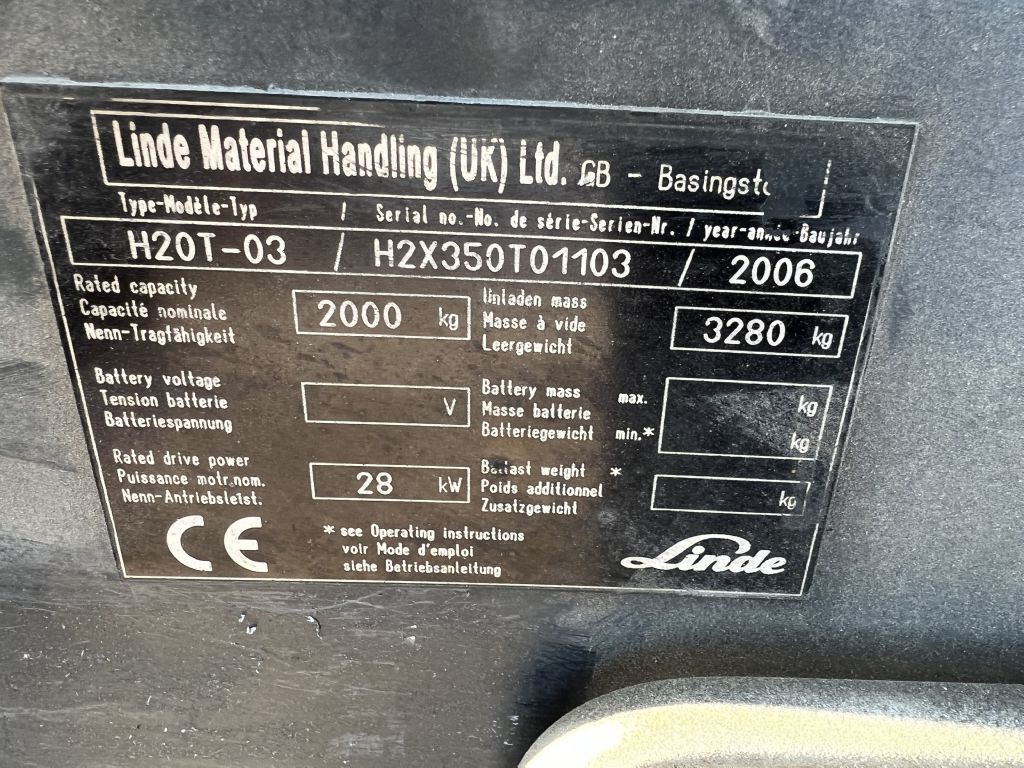 Linde Material Handling (UK) Ltd. GB -
Type-Modèle-Typ / Serial no.-No. de série-Serien-Nr. / year-année-Baujahr
H20T-03 / H2X350T01103 / 2006
Rated capacity
Capacité nominale
Nenn-Tragfähigkeit
2000 kg
Unladen mass
Masse à vide
Leergewicht
3280 kg
Battery voltage
Tension batterie
Batteriespannung
V
Battery mass
Masse batterie
Batteriegewicht
max. kg
min.* kg
Rated drive power
Puissance motr.nom.
Nenn-Antriebsleist.
28 kW
Ballast weight *
Poids additionnel
Zusatzgewicht
kg
CE
* see Operating instructions
voir Mode d'emploi
siehe Betriebsanleitung
Linde